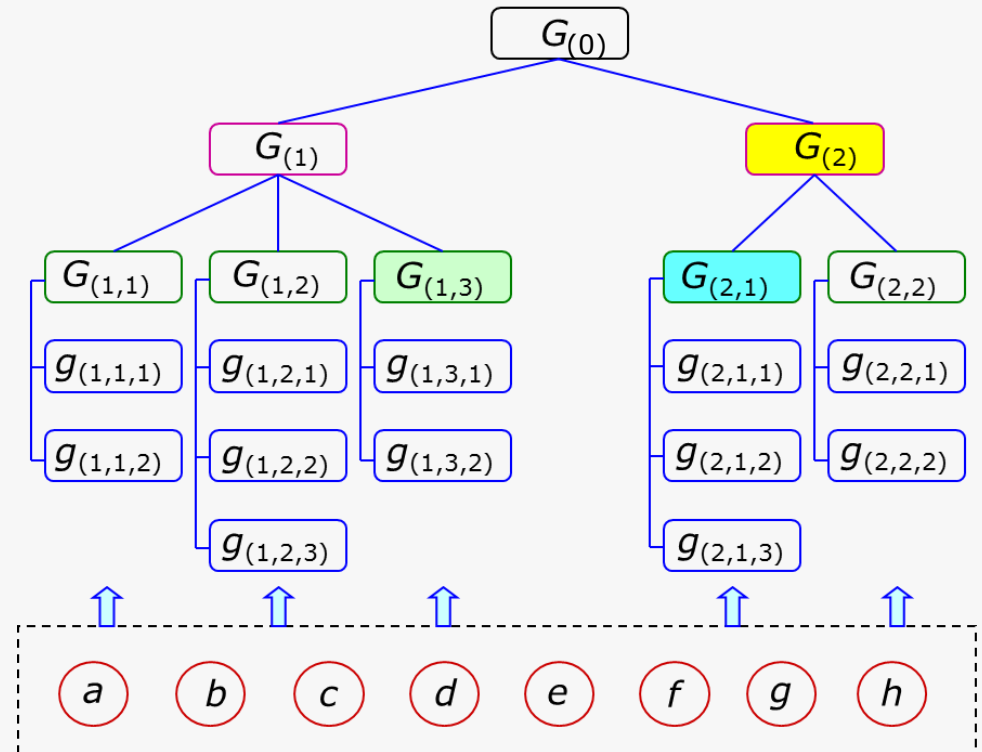 G(0)
G(1) G(2)
G(1,1) G(1,2) G(1,3) G(2,1) G(2,2)
g(1,1,1) g(1,2,1) g(1,3,1) g(2,1,1) g(2,2,1)
g(1,1,2) g(1,2,2) g(1,3,2) g(2,1,2) g(2,2,2)
g(1,2,3) g(2,1,3)
a b c d e f g h